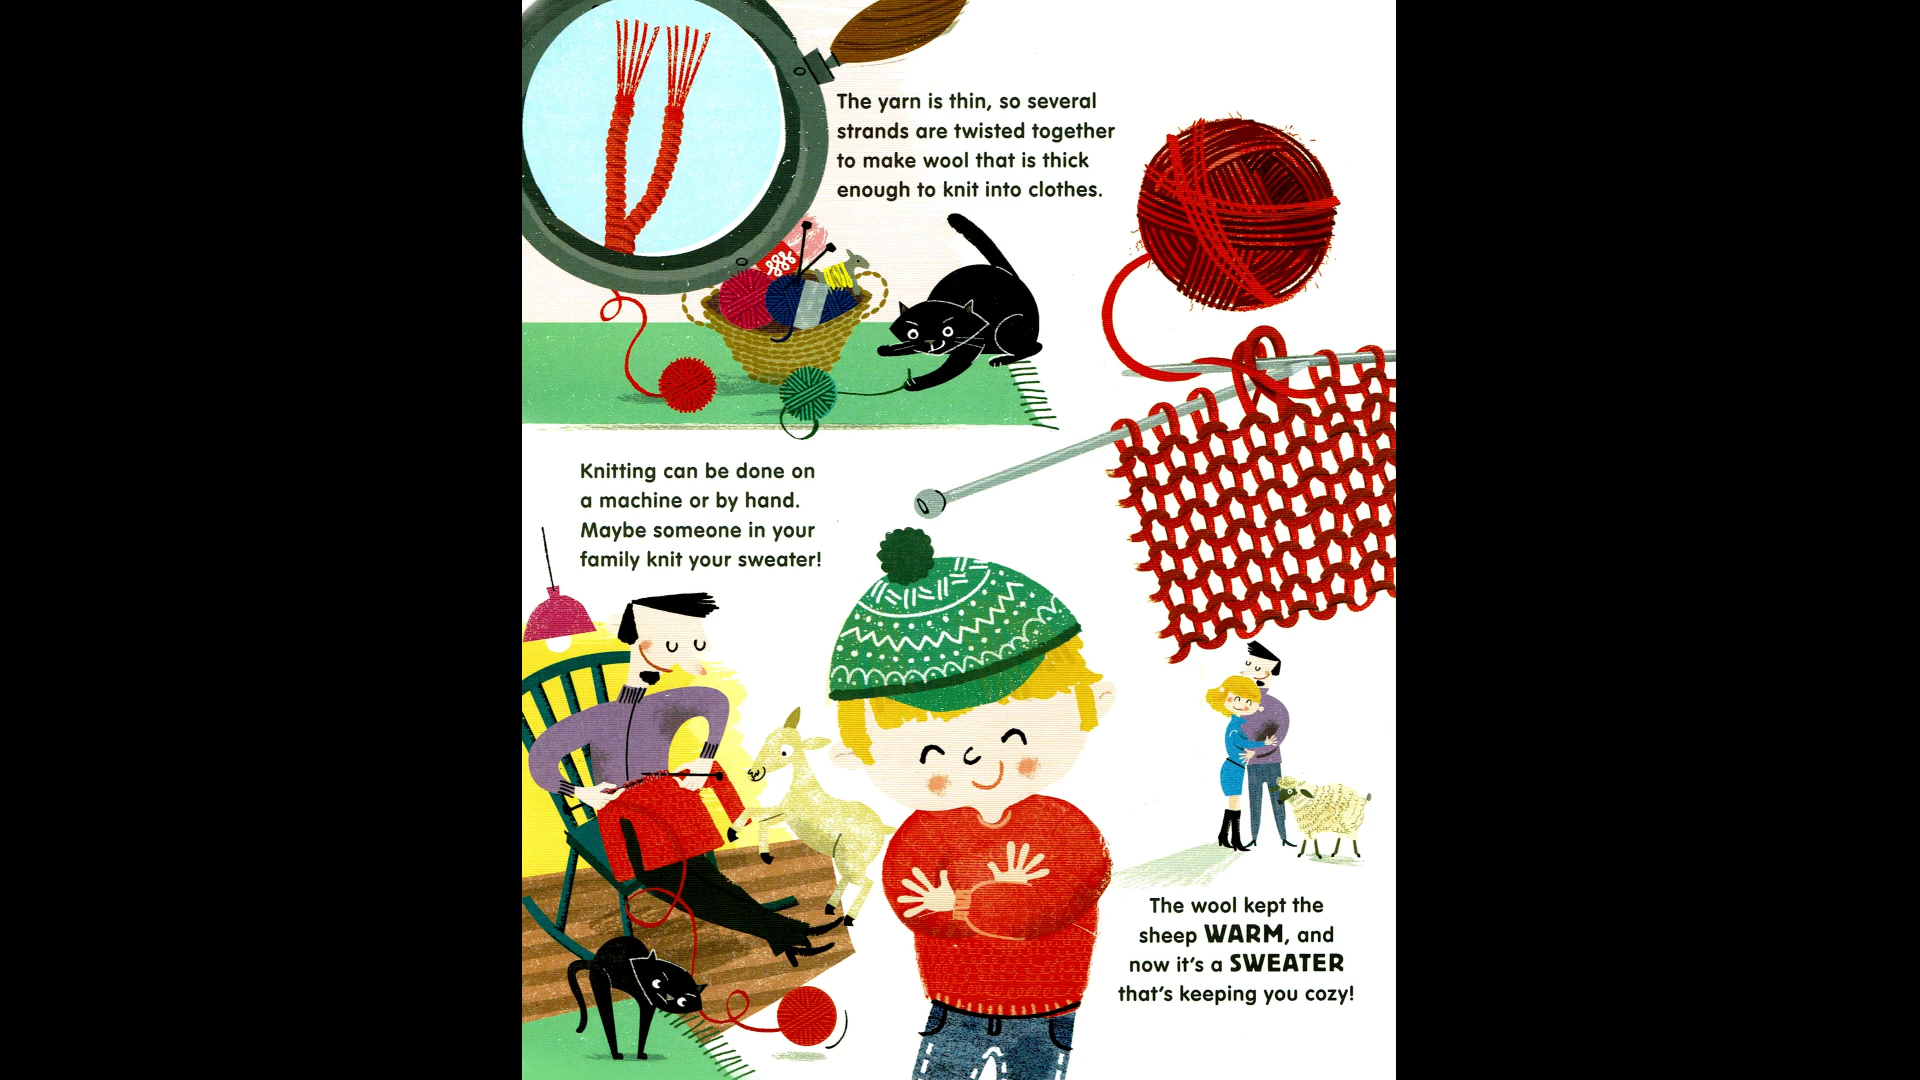 The yarn is thin, so several
strands are twisted together
to make wool that is thick
enough to knit into clothes.
Knitting can be done on
a machine or by hand.
Maybe someone in your
family knit your sweater!
The wool kept the
sheep WARM, and
now it's a SWEATER
that's keeping you cozy!